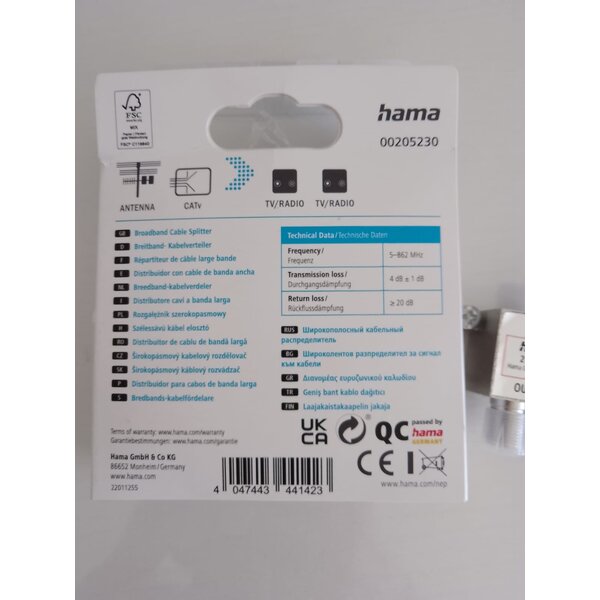 FSC
MIX
FSC® C118840
hama
00205230
ANTENNA
CATv
TV/RADIO
TV/RADIO
GB Broadband Cable Splitter
D Breitband- Kabelverteiler
F Répartiteur de câble large bande
E Distribuidor con cable de banda ancha
NL Breedband-kabelverdeler
I Distributore cavi a banda larga
PL Rozgałęźnik szerokopasmowy
H Szélessávú kábel elosztó
RO Distribuitor de cablu de bandă largă
CZ Širokopásmový kabelový rozdělovač
SK Širokopásmový káblový rozvádzač
P Distribuidor para cabos de banda larga
S Bredbands-kabelfördelare
Technical Data/Technische Daten
Frequency/
Frequenz
5–862 MHz
Transmission loss/
Durchgangsdämpfung
4 dB ± 1 dB
Return loss/
Rückflussdämpfung
≥ 20 dB
RUS Широкополосный кабельный
распределитель
BG Широколентов разпределител за сигнал
към кабели
GR Διανομέας ευρυζωνικού καλωδίου
TR Geniş bant kablo dağıtıcı
FIN Laajakaistakaapelin jakaja
Terms of warranty: www.hama.com/warranty
Garantiebestimmungen: www.hama.com/garantie
Hama GmbH & Co KG
86652 Monheim/Germany
www.hama.com
22011255
4 047443 441423
UK
CA
QC
passed by
hama
GERMANY
CE
www.hama.com/nep
OU